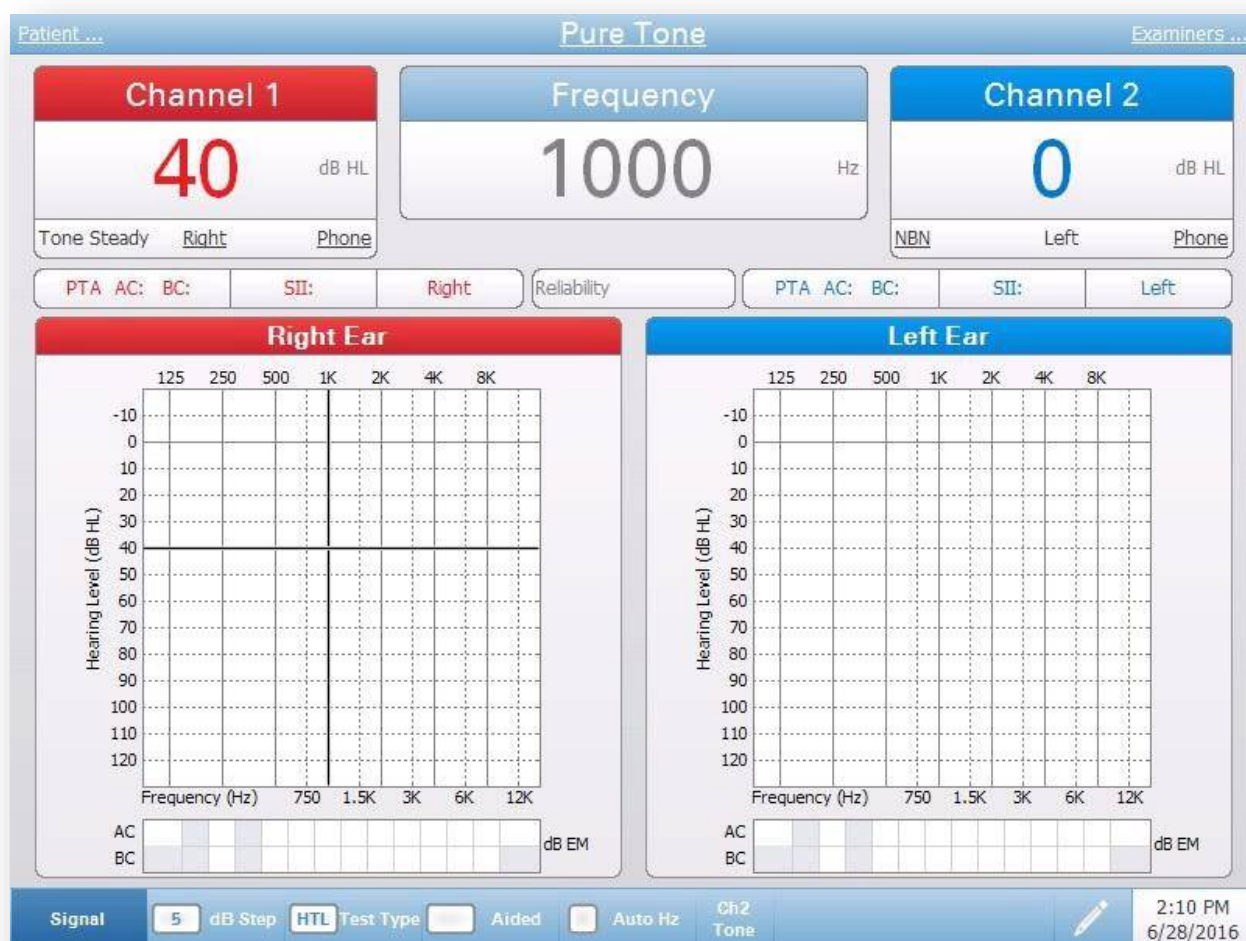 Patient ... Pure Tone Examiners ...
Channel 1 Frequency Channel 2
40 dB HL 1000 Hz 0 dB HL
Tone Steady Right Phone NBN Left Phone
PTA AC: BC: SII: Right Reliability PTA AC: BC: SII: Left
Right Ear
125 250 500 1K 2K 4K 8K
-10
0
10
20
30
40
50
60
70
80
90
100
110
120
Hearing Level (dB HL)
Frequency (Hz) 750 1.5K 3K 6K 12K
AC
BC
dB EM
Left Ear
125 250 500 1K 2K 4K 8K
-10
0
10
20
30
40
50
60
70
80
90
100
110
120
Hearing Level (dB HL)
Frequency (Hz) 750 1.5K 3K 6K 12K
AC
BC
dB EM
Signal 5 dB Step HTL Test Type Aided Auto Hz Ch2
Tone
2:10 PM
6/28/2016